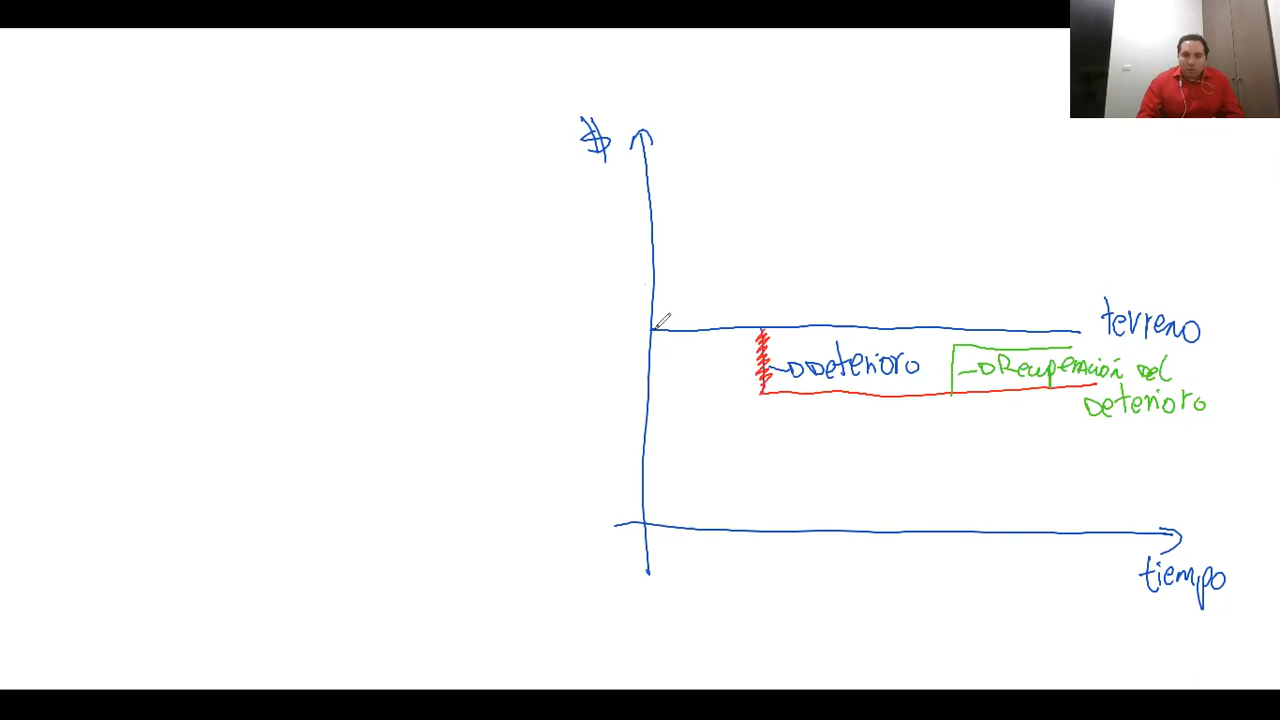 $
terreno
Deterioro
Recuperación del
Deterioro
tiempo